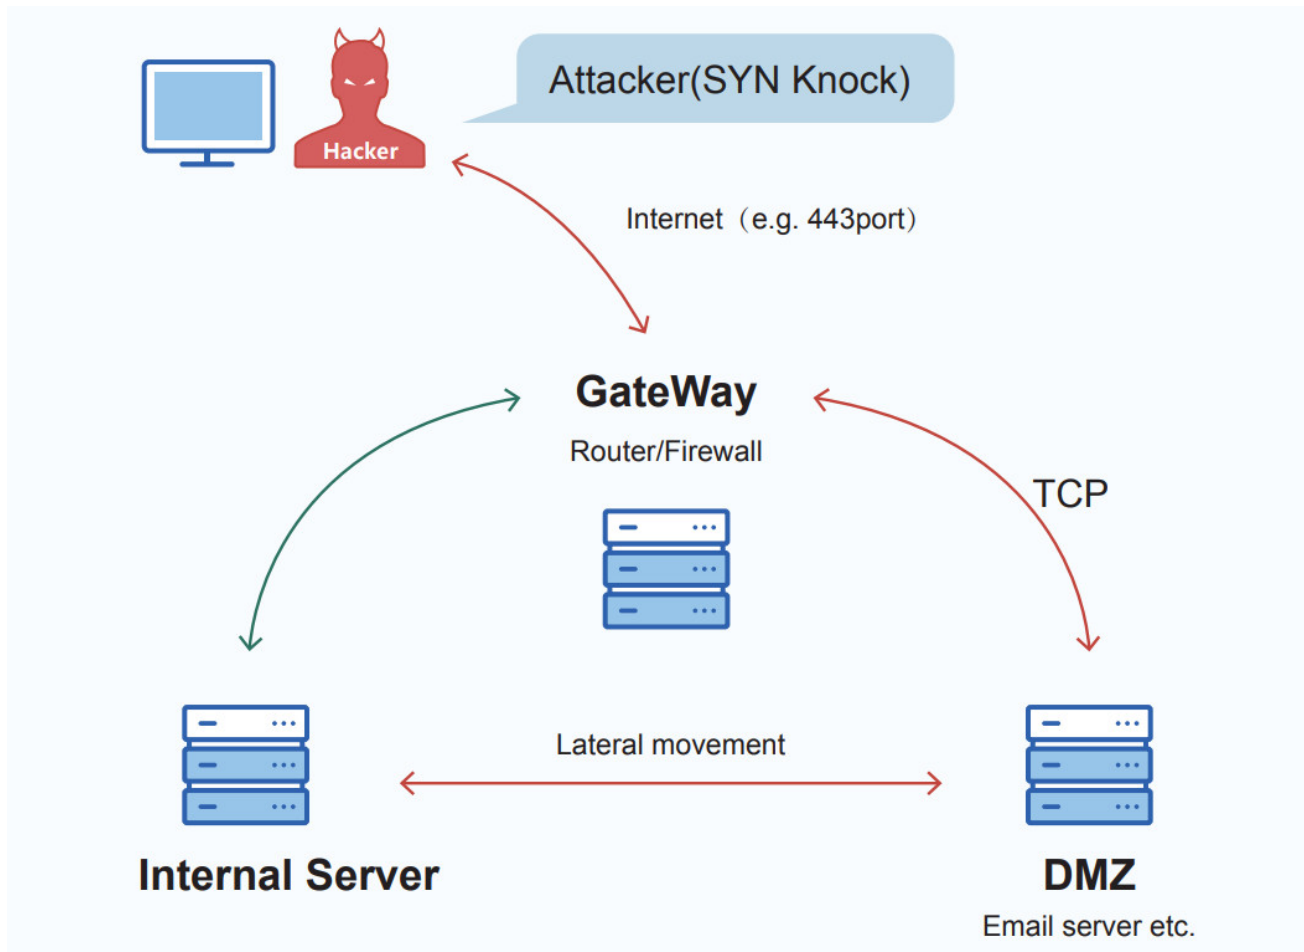 Attacker(SYN Knock)
Hacker
Internet（e.g. 443port）
GateWay
Router/Firewall
TCP
Lateral movement
Internal Server
DMZ
Email server etc.